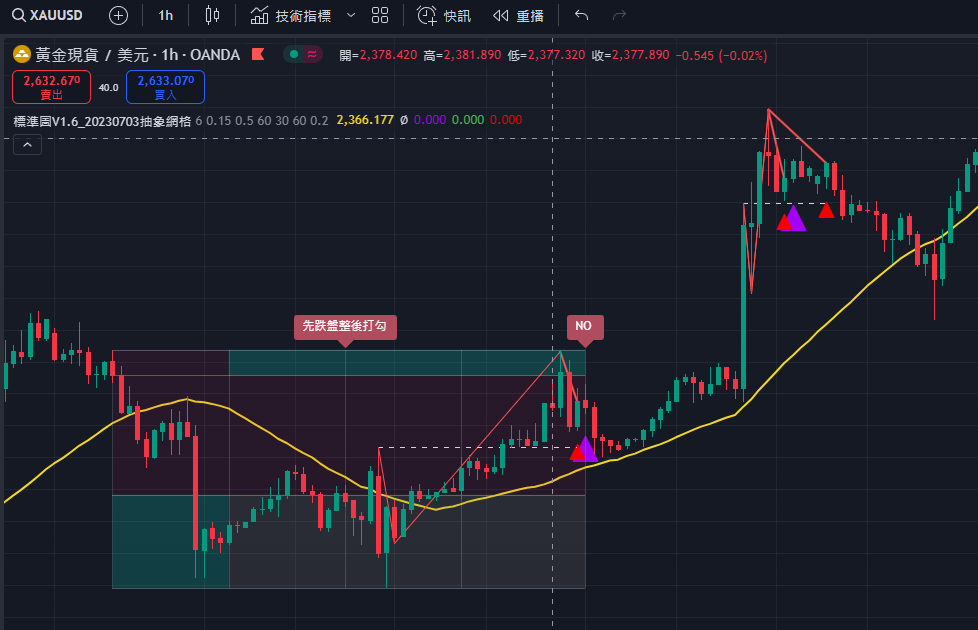 XAUUSD 1h 技術指標 快訊 重播
黃金現貨 / 美元 · 1h · OANDA 開=2,378.420 高=2,381.890 低=2,377.320 收=2,377.890 −0.545 (−0.02%)
2,632.670 賣出 40.0 2,633.070 買入
標準圖V1.6_20230703抽象網格 6 0.15 0.5 60 30 60 0.2 2,366.177 Ø 0.000 0.000 0.000
先跌盤整後打勾
NO